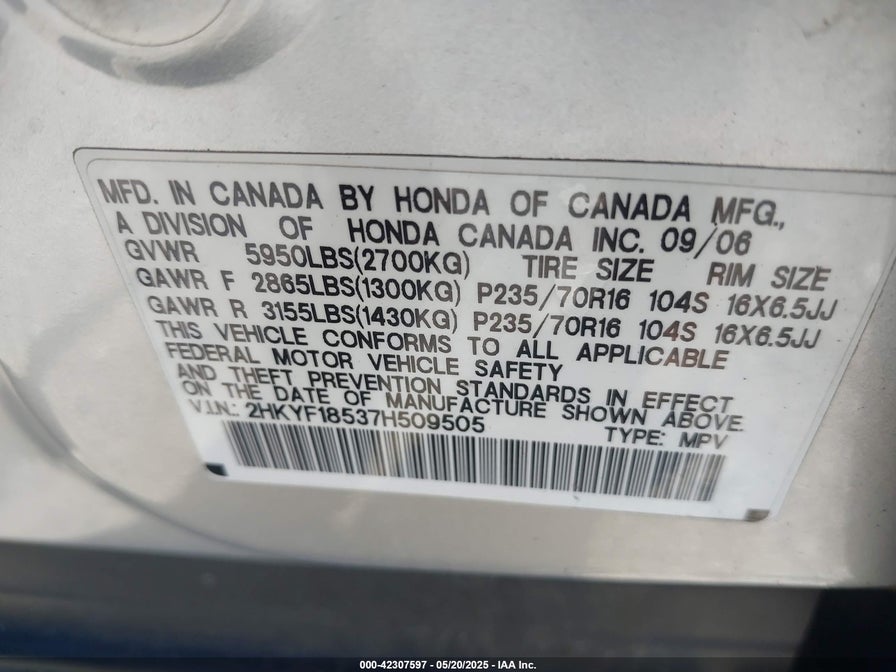 MFD. IN CANADA BY HONDA OF CANADA MFG.,
A DIVISION OF HONDA CANADA INC. 09/06
GVWR 5950LBS(2700KG) TIRE SIZE RIM SIZE
GAWR F 2865LBS(1300KG) P235/70R16 104S 16X6.5JJ
GAWR R 3155LBS(1430KG) P235/70R16 104S 16X6.5JJ
THIS VEHICLE CONFORMS TO ALL APPLICABLE
FEDERAL MOTOR VEHICLE SAFETY
AND THEFT PREVENTION STANDARDS IN EFFECT
ON THE DATE OF MANUFACTURE SHOWN ABOVE.
V.I.N.: 2HKYF18537H509505 TYPE: MPV
000-42307597 - 05/20/2025 - IAA Inc.